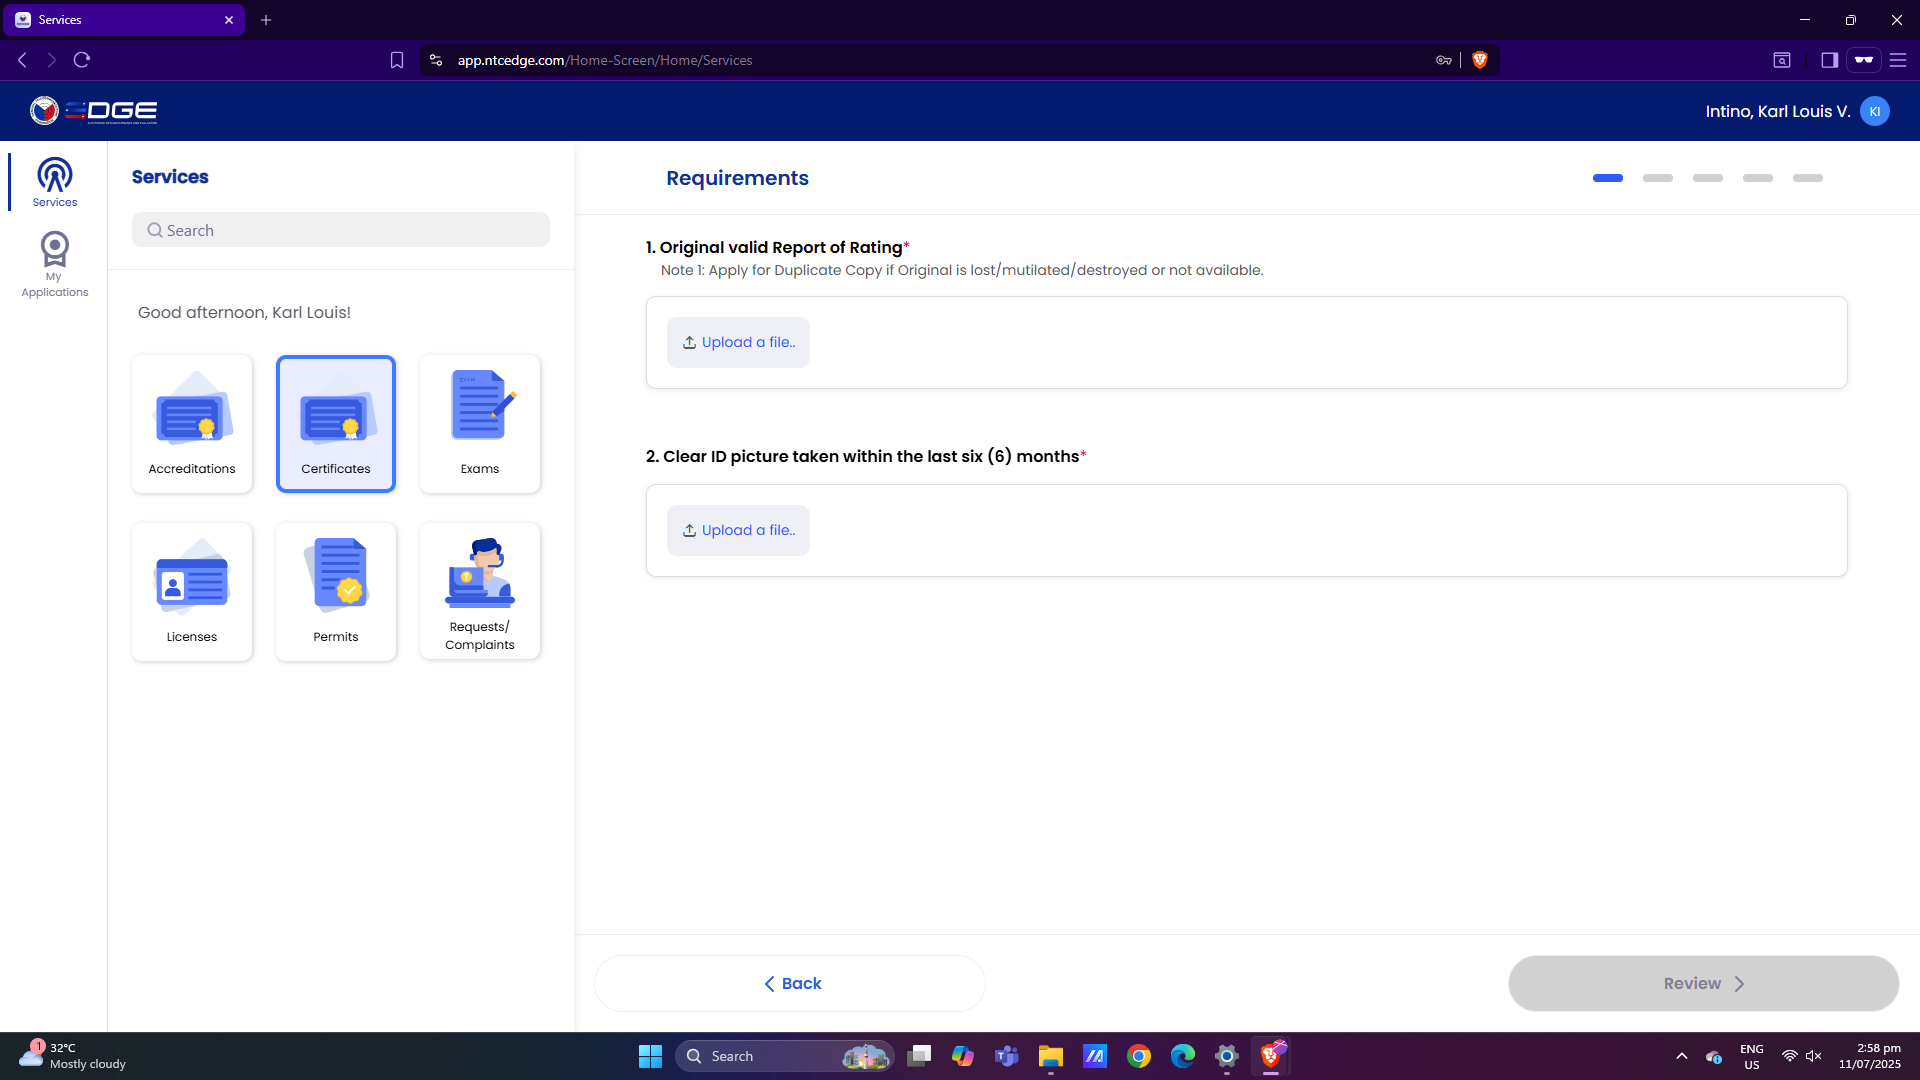 Services
app.ntcedge.com/Home-Screen/Home/Services
EDGE
Intino, Karl Louis V.
KI
Services
My
Applications
Services
Search
Good afternoon, Karl Louis!
Accreditations
Certificates
EXAM
Exams
Licenses
Permits
Requests/
Complaints
Requirements
1. Original valid Report of Rating*
Note 1: Apply for Duplicate Copy if Original is lost/mutilated/destroyed or not available.
Upload a file..
2. Clear ID picture taken within the last six (6) months*
Upload a file..
Back
Review
1
32°C
Mostly cloudy
Search
ENG
US
2:58 pm
11/07/2025